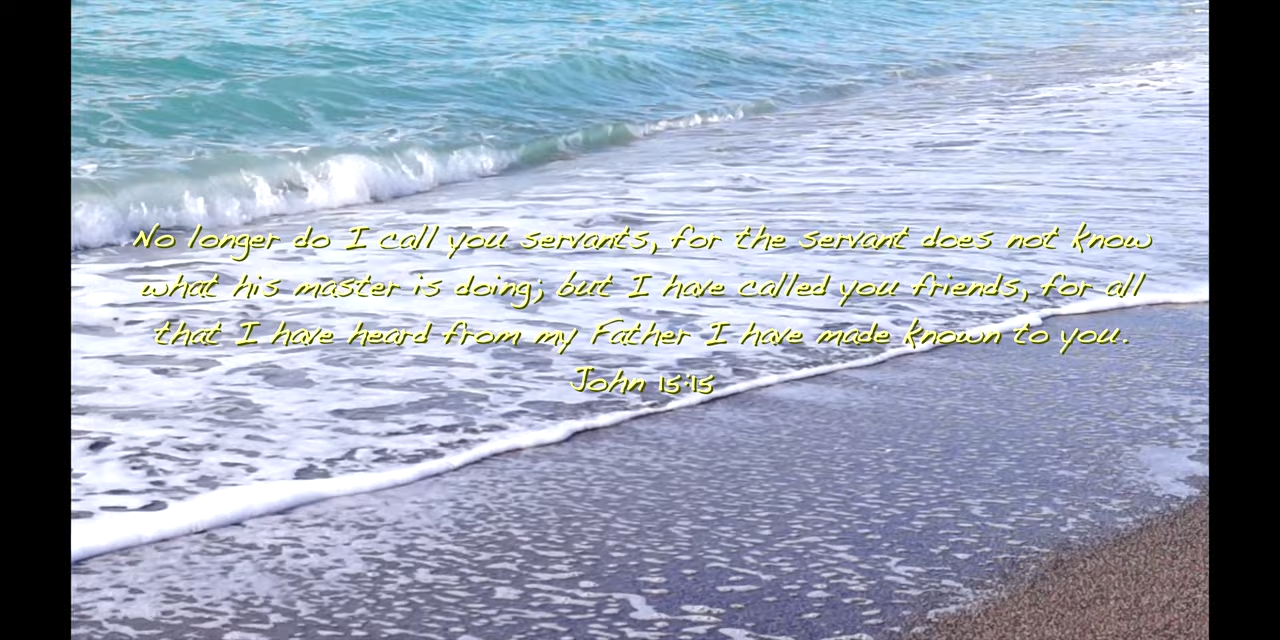 No longer do I call you servants, for the servant does not know
what his master is doing; but I have called you friends, for all
that I have heard from my Father I have made known to you.
John 15:15